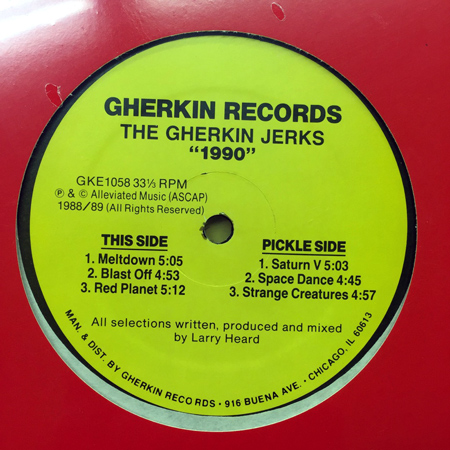 GHERKIN RECORDS
THE GHERKIN JERKS
“1990”
GKE1058 33⅓ RPM
Ⓟ & © Alleviated Music (ASCAP)
1988/89 (All Rights Reserved)
THIS SIDE
1. Meltdown 5:05
2. Blast Off 4:53
3. Red Planet 5:12
PICKLE SIDE
1. Saturn V 5:03
2. Space Dance 4:45
3. Strange Creatures 4:57
All selections written, produced and mixed
by Larry Heard
MAN. & DIST. BY GHERKIN RECORDS • 916 BUENA AVE. • CHICAGO, IL 60613